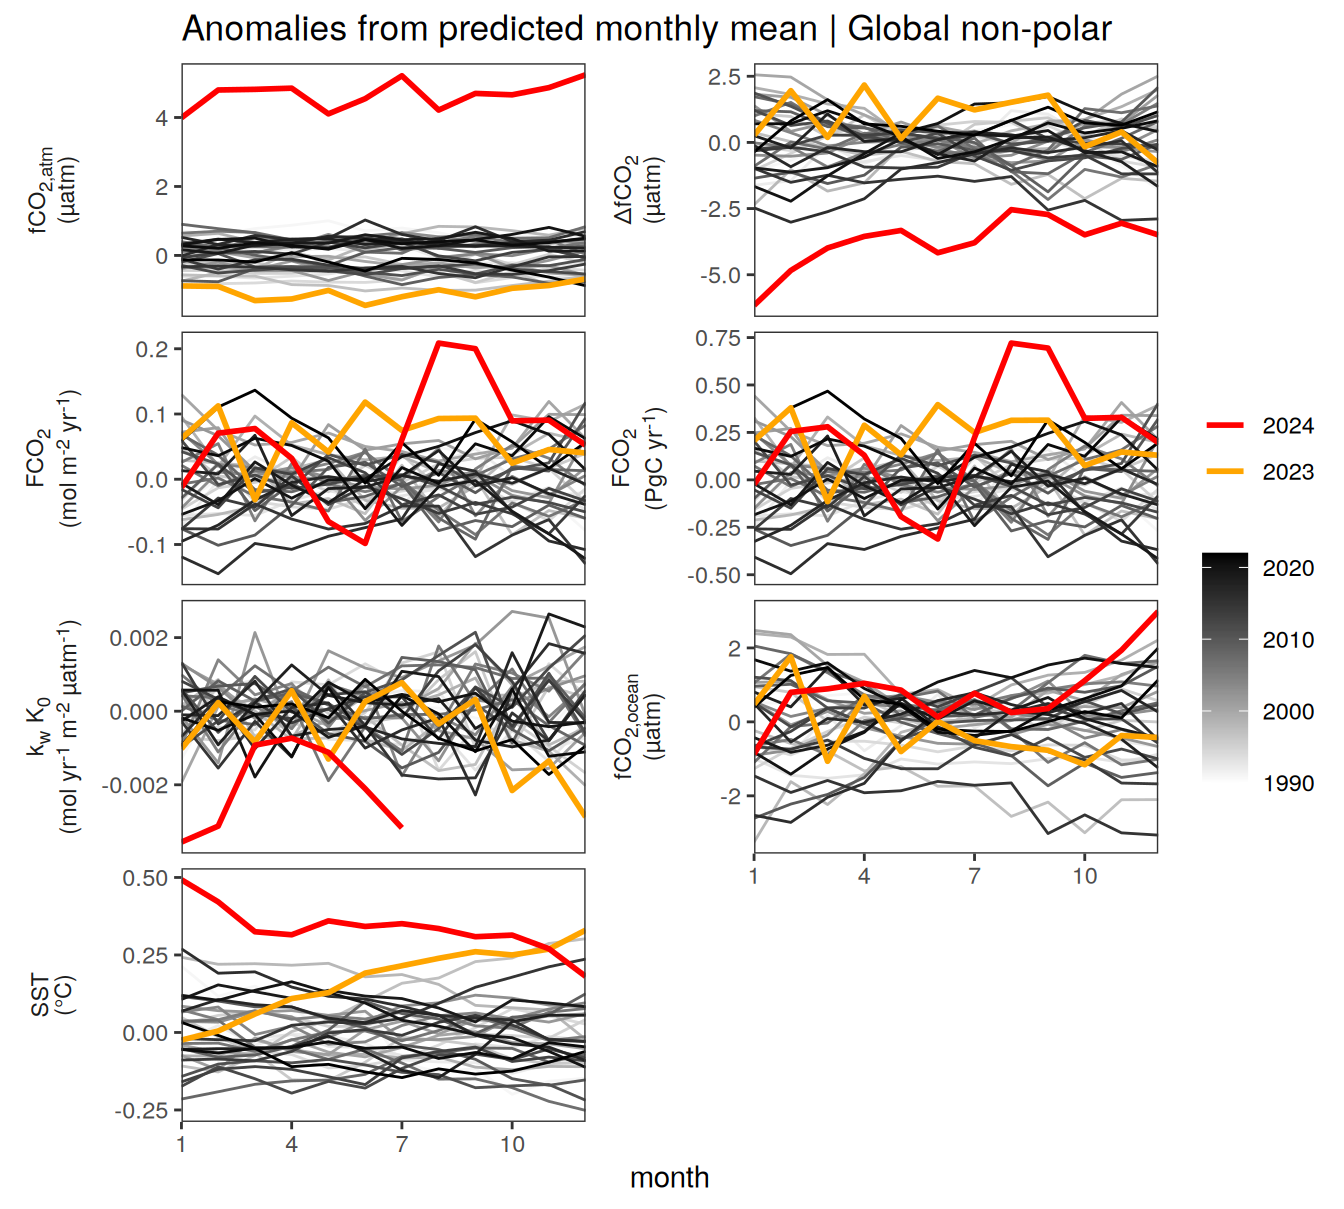 Anomalies from predicted monthly mean | Global non-polar
fCO2,atm
(µatm)
4
2
0
ΔfCO2
(µatm)
2.5
0.0
-2.5
-5.0
FCO2
(mol m-2 yr-1)
0.2
0.1
0.0
-0.1
FCO2
(PgC yr-1)
0.75
0.50
0.25
0.00
-0.25
-0.50
kw K0
(mol yr-1 m-2 µatm-1)
0.002
0.000
-0.002
fCO2,ocean
(µatm)
2
0
-2
1
4
7
10
SST
(°C)
0.50
0.25
0.00
-0.25
1
4
7
10
month
2024
2023
2020
2010
2000
1990